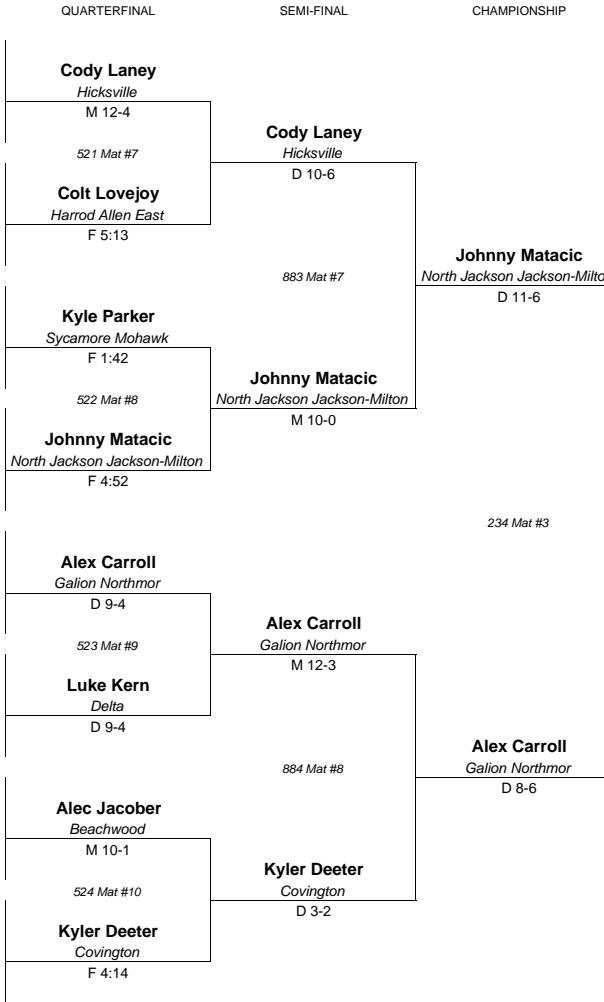 QUARTERFINAL
SEMI-FINAL
CHAMPIONSHIP
Cody Laney
Hicksville
M 12-4
521 Mat #7
Colt Lovejoy
Harrod Allen East
F 5:13
Cody Laney
Hicksville
D 10-6
883 Mat #7
Kyle Parker
Sycamore Mohawk
F 1:42
522 Mat #8
Johnny Matacic
North Jackson Jackson-Milton
F 4:52
Johnny Matacic
North Jackson Jackson-Milton
M 10-0
Johnny Matacic
North Jackson Jackson-Milto
D 11-6
234 Mat #3
Alex Carroll
Galion Northmor
D 9-4
523 Mat #9
Luke Kern
Delta
D 9-4
Alex Carroll
Galion Northmor
M 12-3
884 Mat #8
Alec Jacober
Beachwood
M 10-1
524 Mat #10
Kyler Deeter
Covington
F 4:14
Kyler Deeter
Covington
D 3-2
Alex Carroll
Galion Northmor
D 8-6